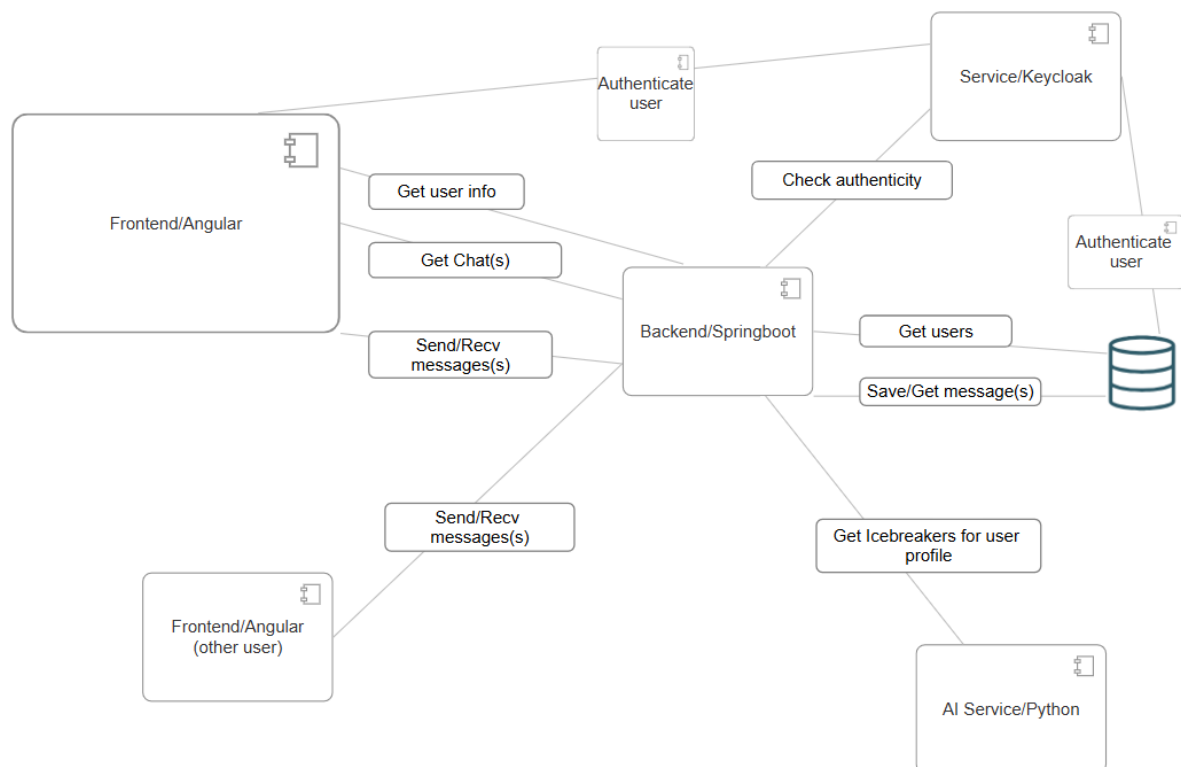 Authenticate
user
Service/Keycloak
Check authenticity
Get user info
Frontend/Angular
Get Chat(s)
Authenticate
user
Backend/Springboot
Get users
Send/Recv
messages(s)
Save/Get message(s)
Send/Recv
messages(s)
Get Icebreakers for user
profile
Frontend/Angular
(other user)
AI Service/Python